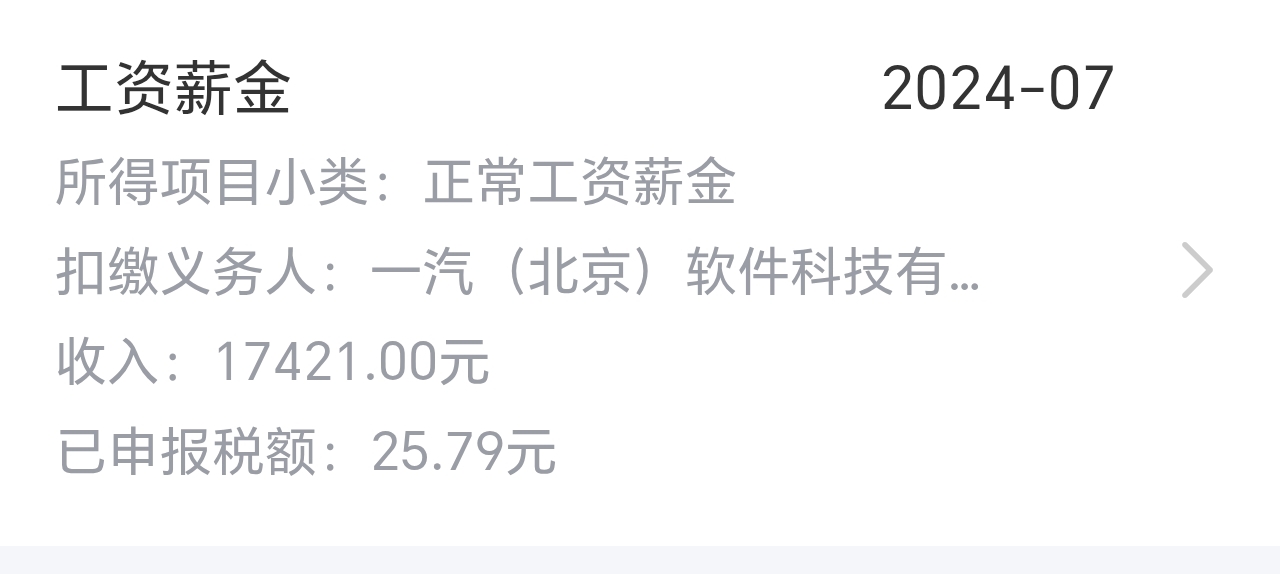 工资薪金 2024-07
所得项目小类：正常工资薪金
扣缴义务人：一汽（北京）软件科技有...
收入：17421.00元
已申报税额：25.79元